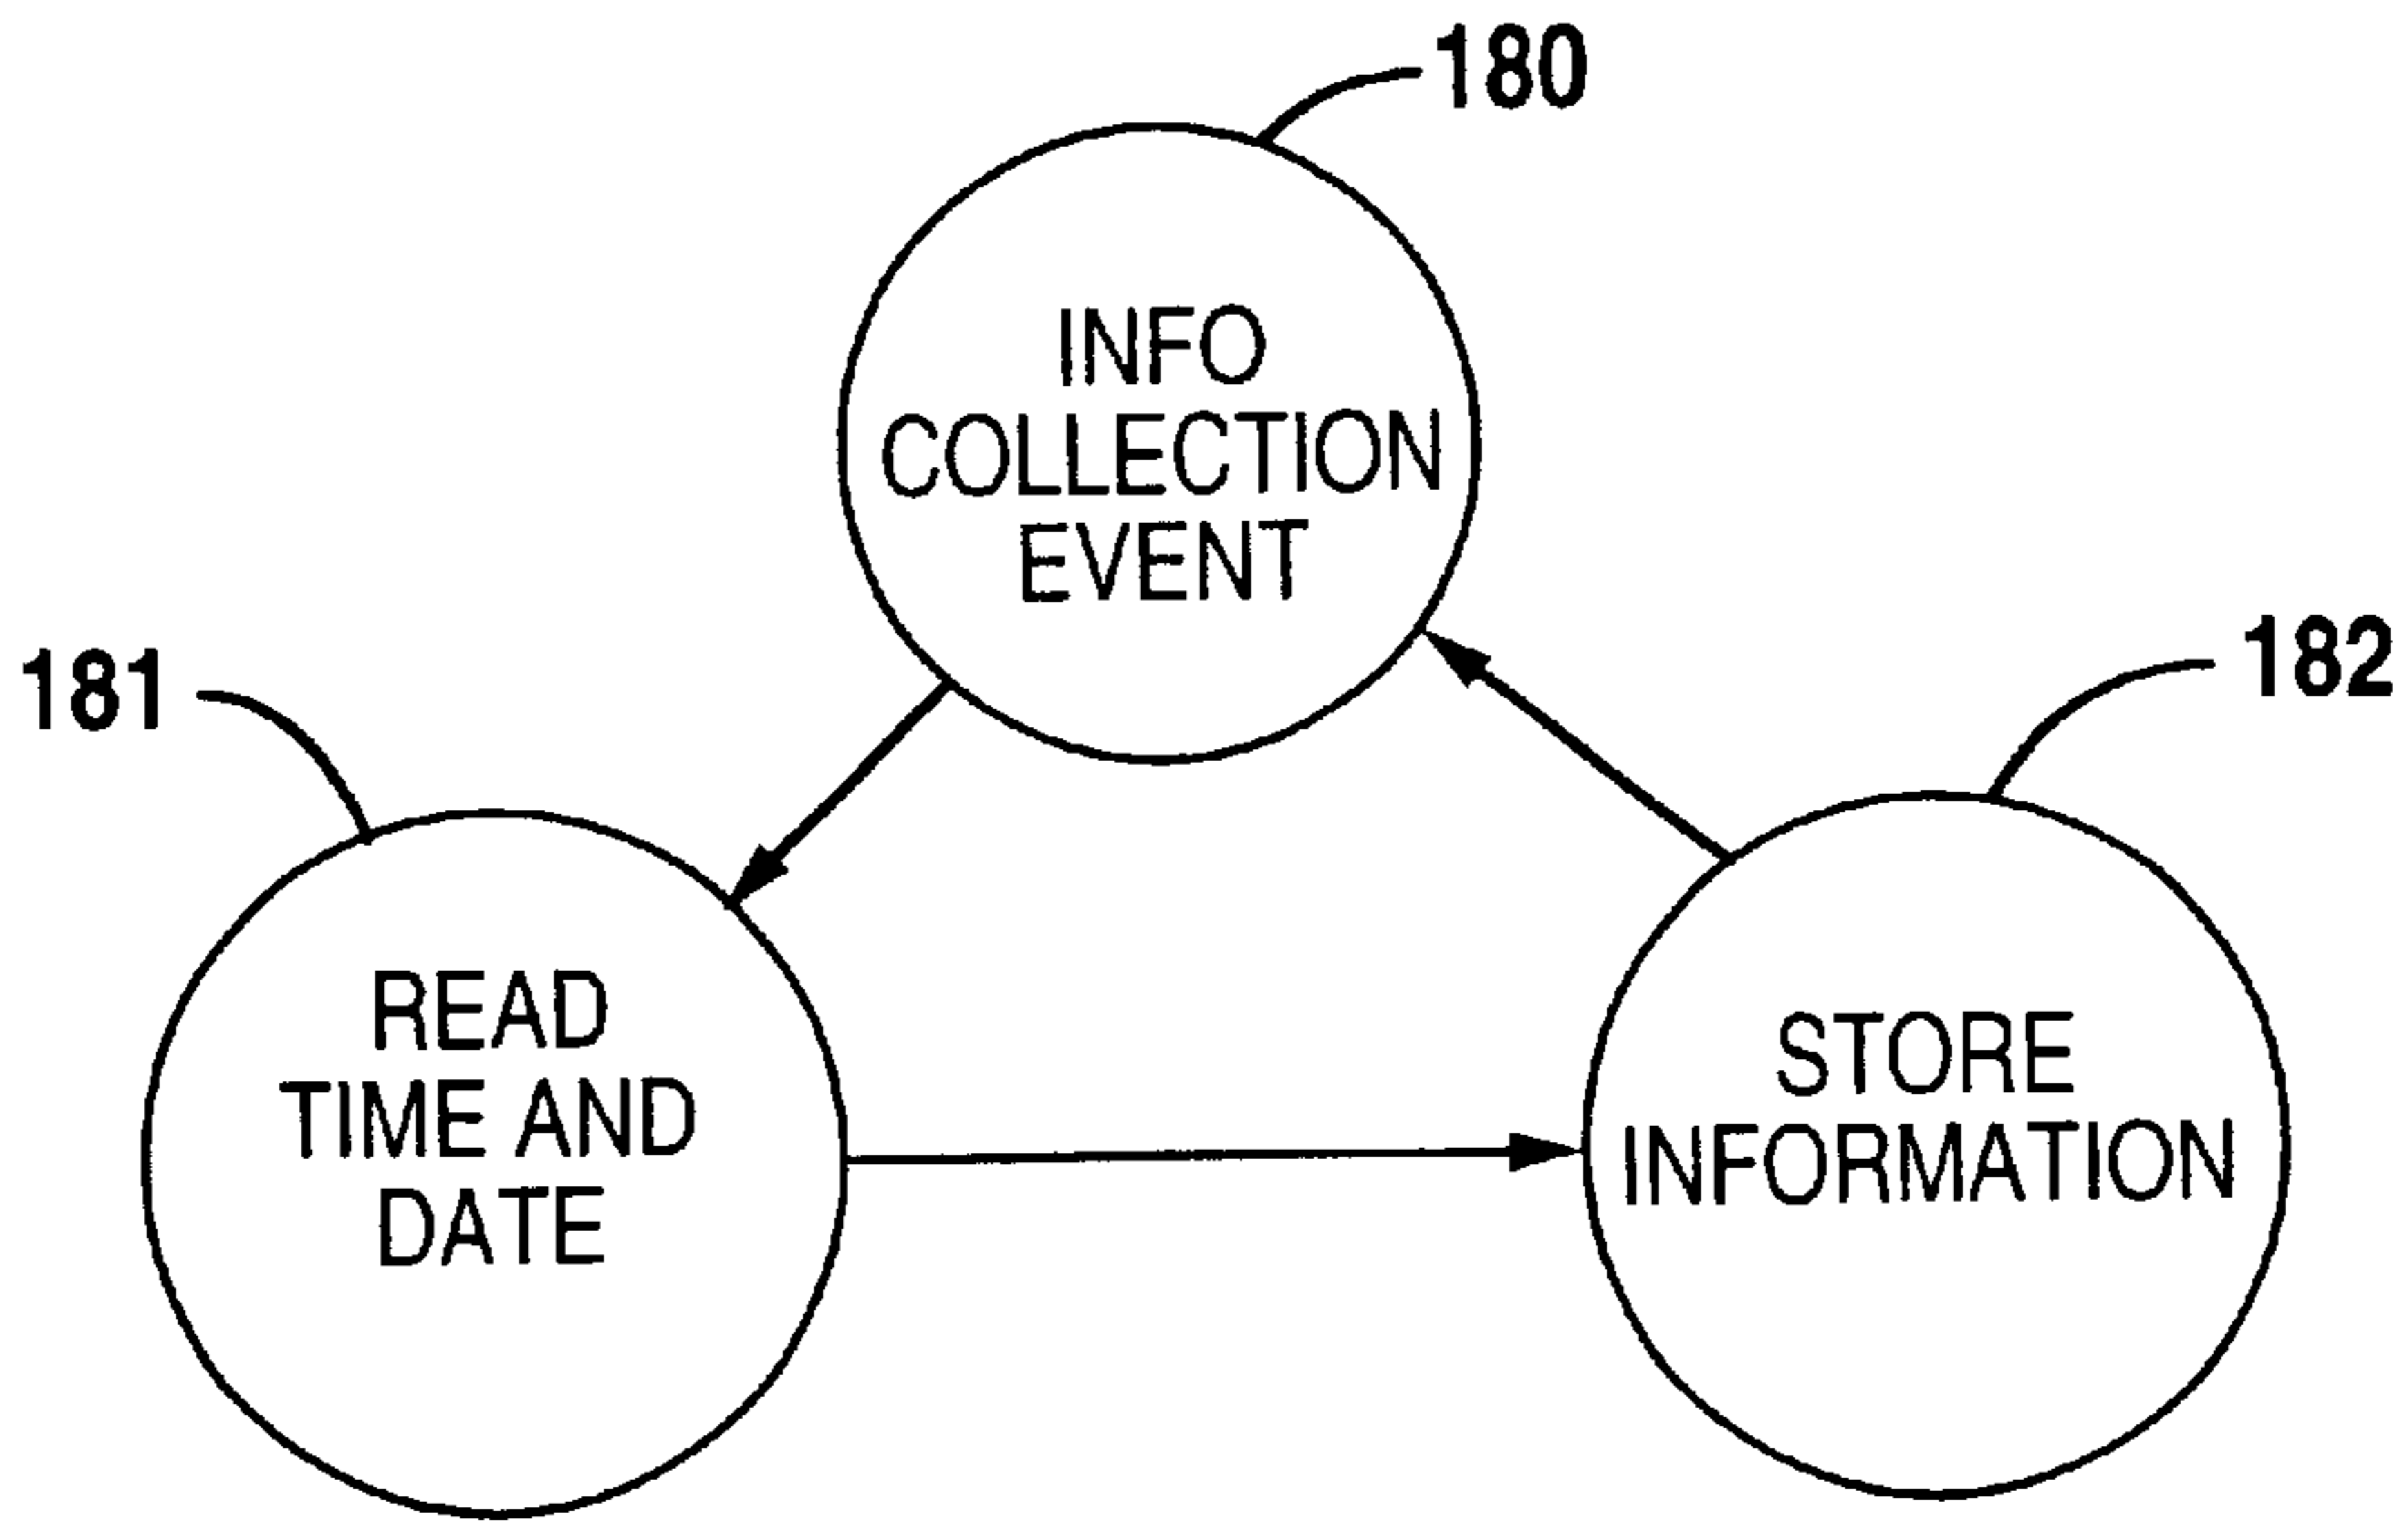 180
INFO
COLLECTION
EVENT
181
182
READ
TIME AND
DATE
STORE
INFORMATION